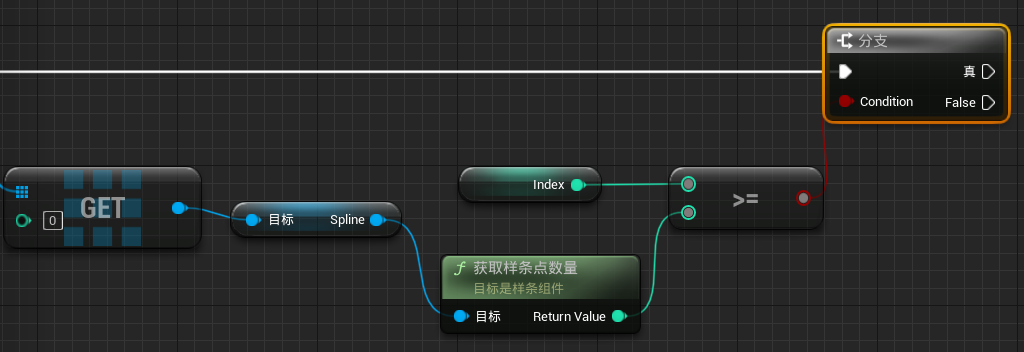 分支
真
Condition
False
GET
0
目标
Spline
Index
>=
f 获取样条点数量
目标是样条组件
目标
Return Value